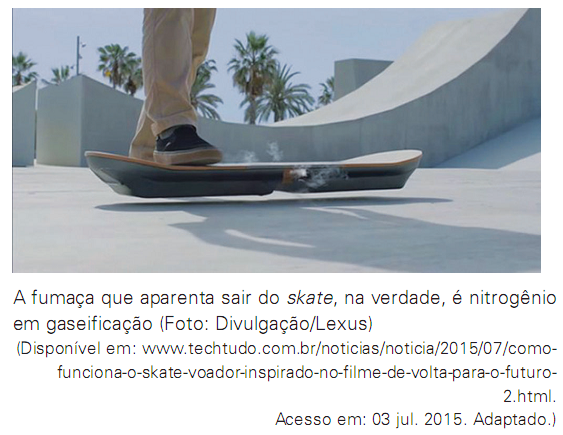 A fumaça que aparenta sair do skate, na verdade, é nitrogênio
em gaseificação (Foto: Divulgação/Lexus)
(Disponível em: www.techtudo.com.br/noticias/noticia/2015/07/como-
funciona-o-skate-voador-inspirado-no-filme-de-volta-para-o-futuro-
2.html.
Acesso em: 03 jul. 2015. Adaptado.)